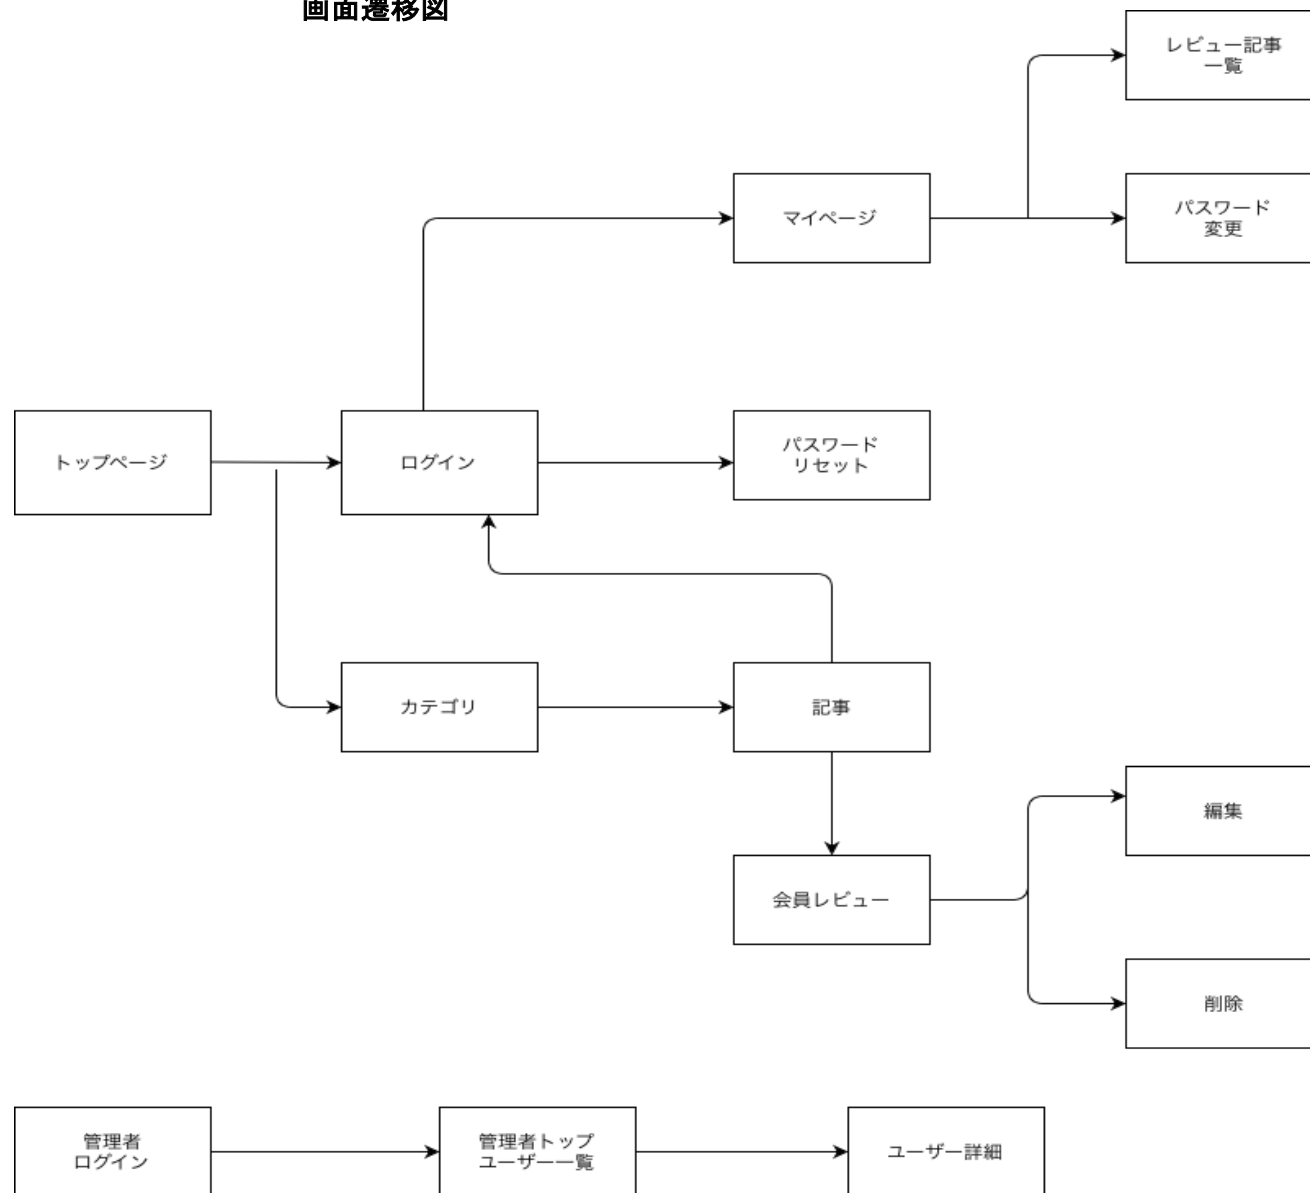 画面遷移図
レビュー記事
一覧
マイページ
パスワード
変更
トップページ
ログイン
パスワード
リセット
カテゴリ
記事
編集
会員レビュー
削除
管理者
ログイン
管理者トップ
ユーザー一覧
ユーザー詳細